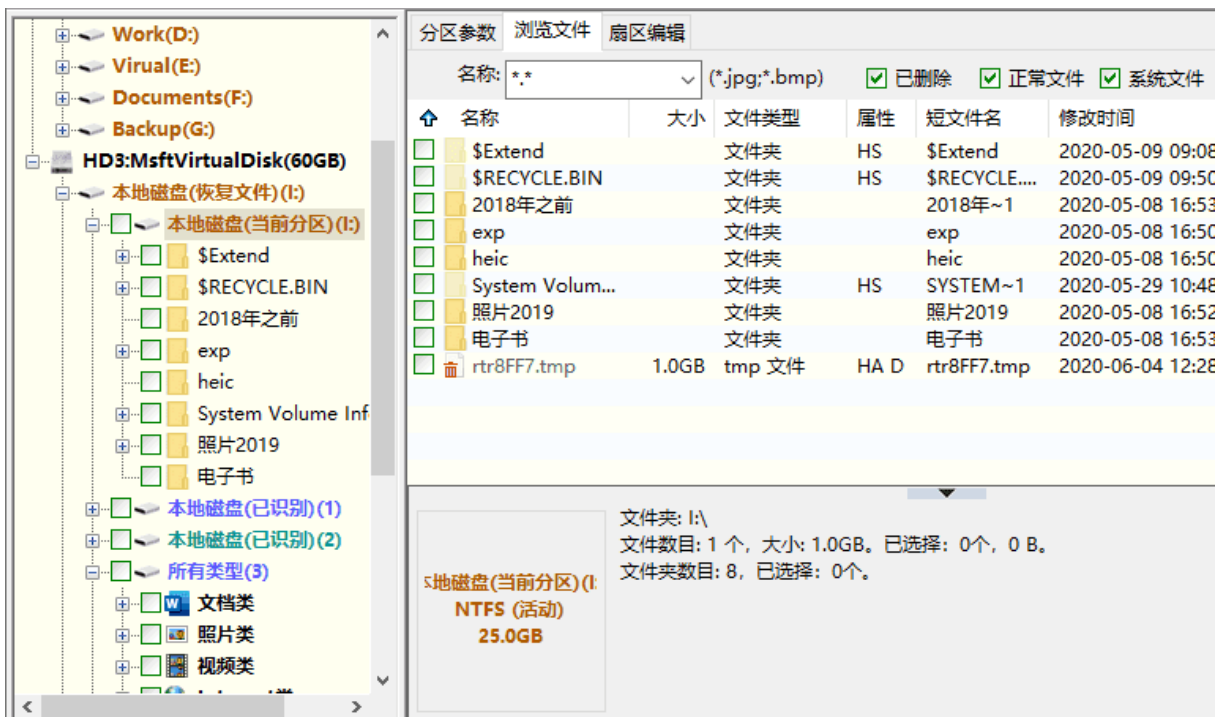 Work(D:)
Virual(E:)
Documents(F:)
Backup(G:)
HD3:MsftVirtualDisk(60GB)
本地磁盘(恢复文件)(I:)
本地磁盘(当前分区)(I:)
$Extend
$RECYCLE.BIN
2018年之前
exp
heic
System Volume Inf
照片2019
电子书
本地磁盘(已识别)(1)
本地磁盘(已识别)(2)
所有类型(3)
文档类
照片类
视频类
分区参数 浏览文件 扇区编辑
名称: *.* (*.jpg;*.bmp) 已删除 正常文件 系统文件
名称 大小 文件类型 属性 短文件名 修改时间
$Extend 文件夹 HS $Extend 2020-05-09 09:08
$RECYCLE.BIN 文件夹 HS $RECYCLE.... 2020-05-09 09:50
2018年之前 文件夹 2018年~1 2020-05-08 16:53
exp 文件夹 exp 2020-05-08 16:50
heic 文件夹 heic 2020-05-08 16:50
System Volum... 文件夹 HS SYSTEM~1 2020-05-29 10:48
照片2019 文件夹 照片2019 2020-05-08 16:52
电子书 文件夹 电子书 2020-05-08 16:53
rtr8FF7.tmp 1.0GB tmp 文件 HA D rtr8FF7.tmp 2020-06-04 12:28
地磁盘(当前分区)(I:
NTFS (活动)
25.0GB
文件夹: I:\
文件数目: 1 个，大小: 1.0GB。已选择：0个，0 B。
文件夹数目: 8，已选择：0个。